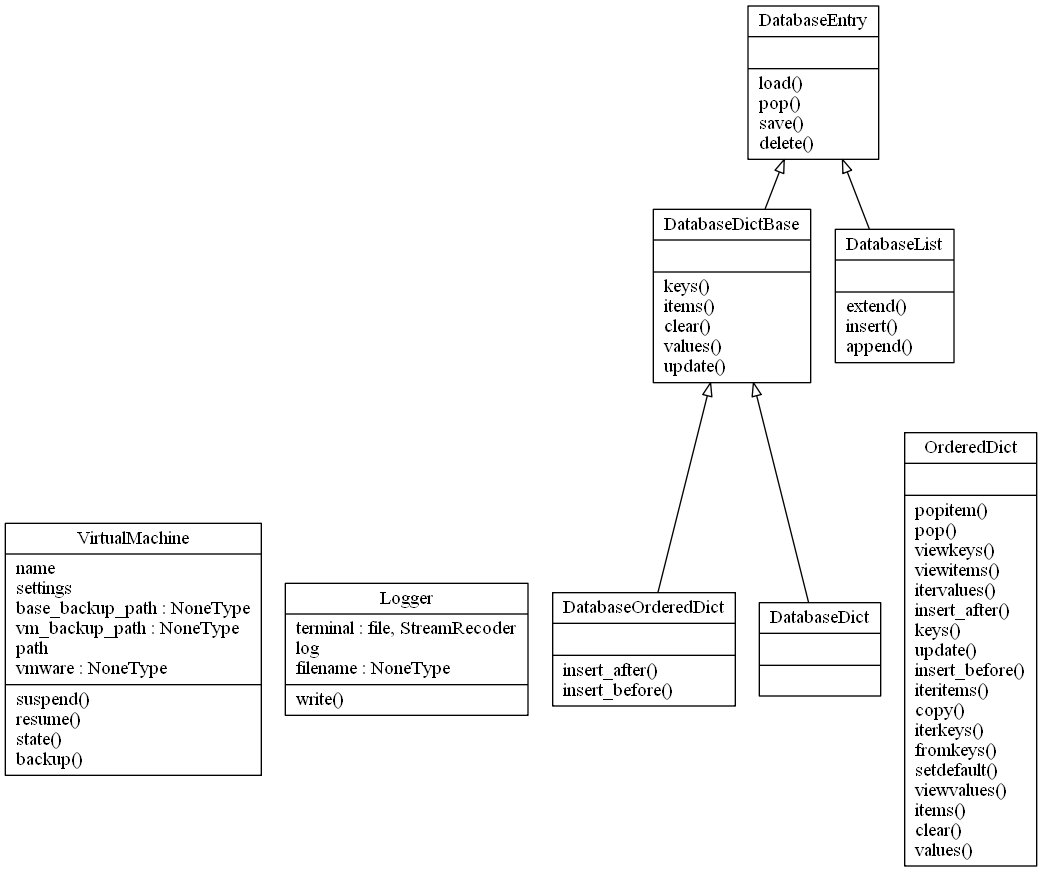 DatabaseEntry
load()
pop()
save()
delete()
DatabaseDictBase
keys()
items()
clear()
values()
update()
DatabaseList
extend()
insert()
append()
OrderedDict
popitem()
pop()
viewkeys()
viewitems()
itervalues()
insert_after()
keys()
update()
insert_before()
iteritems()
copy()
iterkeys()
fromkeys()
setdefault()
viewvalues()
items()
clear()
values()
VirtualMachine
name
settings
base_backup_path : NoneType
vm_backup_path : NoneType
path
vmware : NoneType
suspend()
resume()
state()
backup()
Logger
terminal : file, StreamRecoder
log
filename : NoneType
write()
DatabaseOrderedDict
insert_after()
insert_before()
DatabaseDict